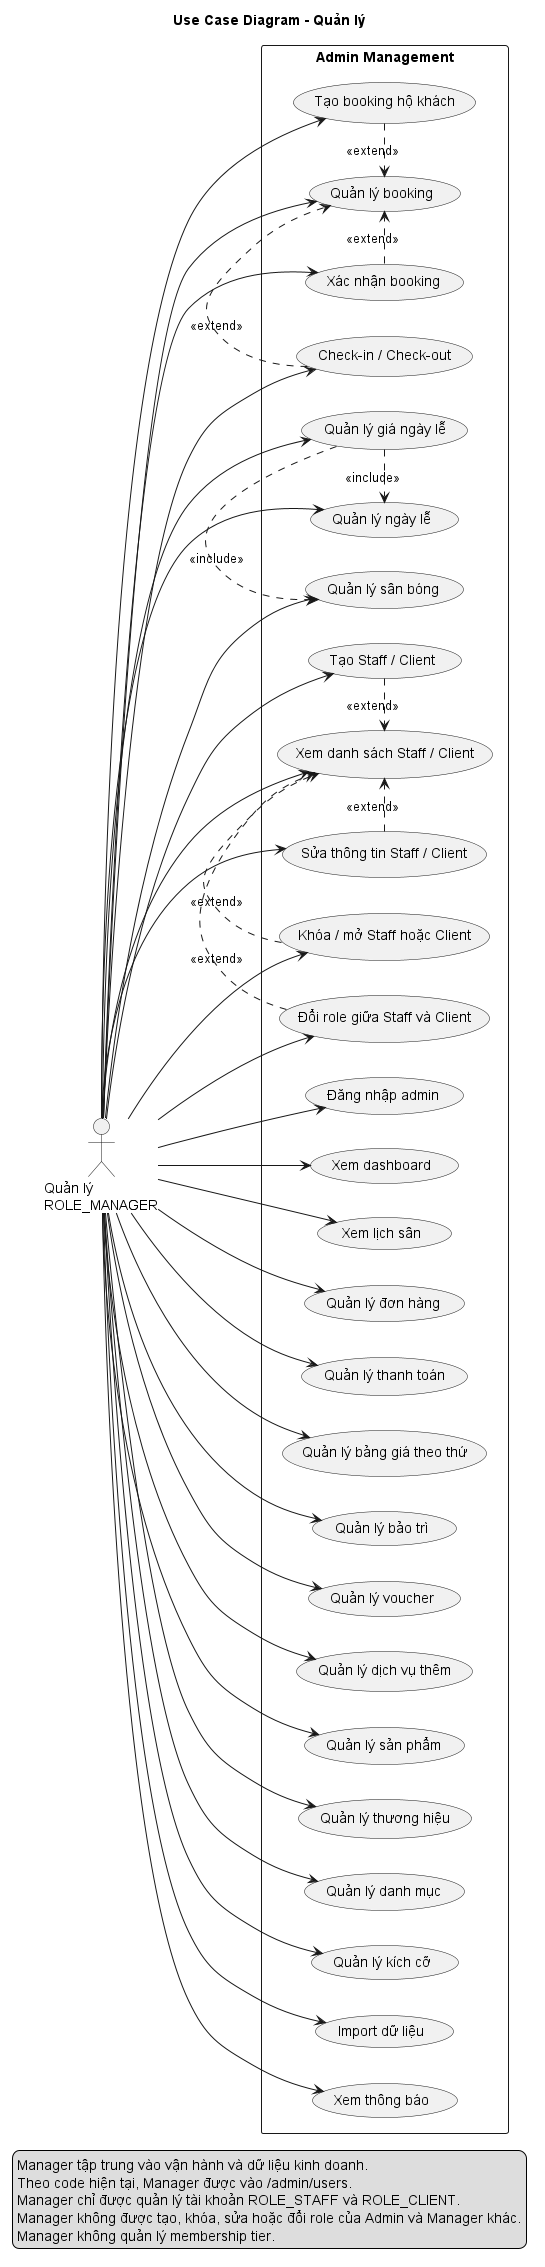 Use Case Diagram - Quản lý
Admin Management
Tạo booking hộ khách
«extend»
Quản lý booking
«extend»
Xác nhận booking
«extend»
Check-in / Check-out
Quản lý giá ngày lễ
«include»
Quản lý ngày lễ
«include»
Quản lý sân bóng
Tạo Staff / Client
«extend»
Xem danh sách Staff / Client
«extend»
Sửa thông tin Staff / Client
«extend»
Khóa / mở Staff hoặc Client
«extend»
Đổi role giữa Staff và Client
Đăng nhập admin
Xem dashboard
Quản lý
ROLE_MANAGER
Xem lịch sân
Quản lý đơn hàng
Quản lý thanh toán
Quản lý bảng giá theo thứ
Quản lý bảo trì
Quản lý voucher
Quản lý dịch vụ thêm
Quản lý sản phẩm
Quản lý thương hiệu
Quản lý danh mục
Quản lý kích cỡ
Import dữ liệu
Xem thông báo
Manager tập trung vào vận hành và dữ liệu kinh doanh.
Theo code hiện tại, Manager được vào /admin/users.
Manager chỉ được quản lý tài khoản ROLE_STAFF và ROLE_CLIENT.
Manager không được tạo, khóa, sửa hoặc đổi role của Admin và Manager khác.
Manager không quản lý membership tier.